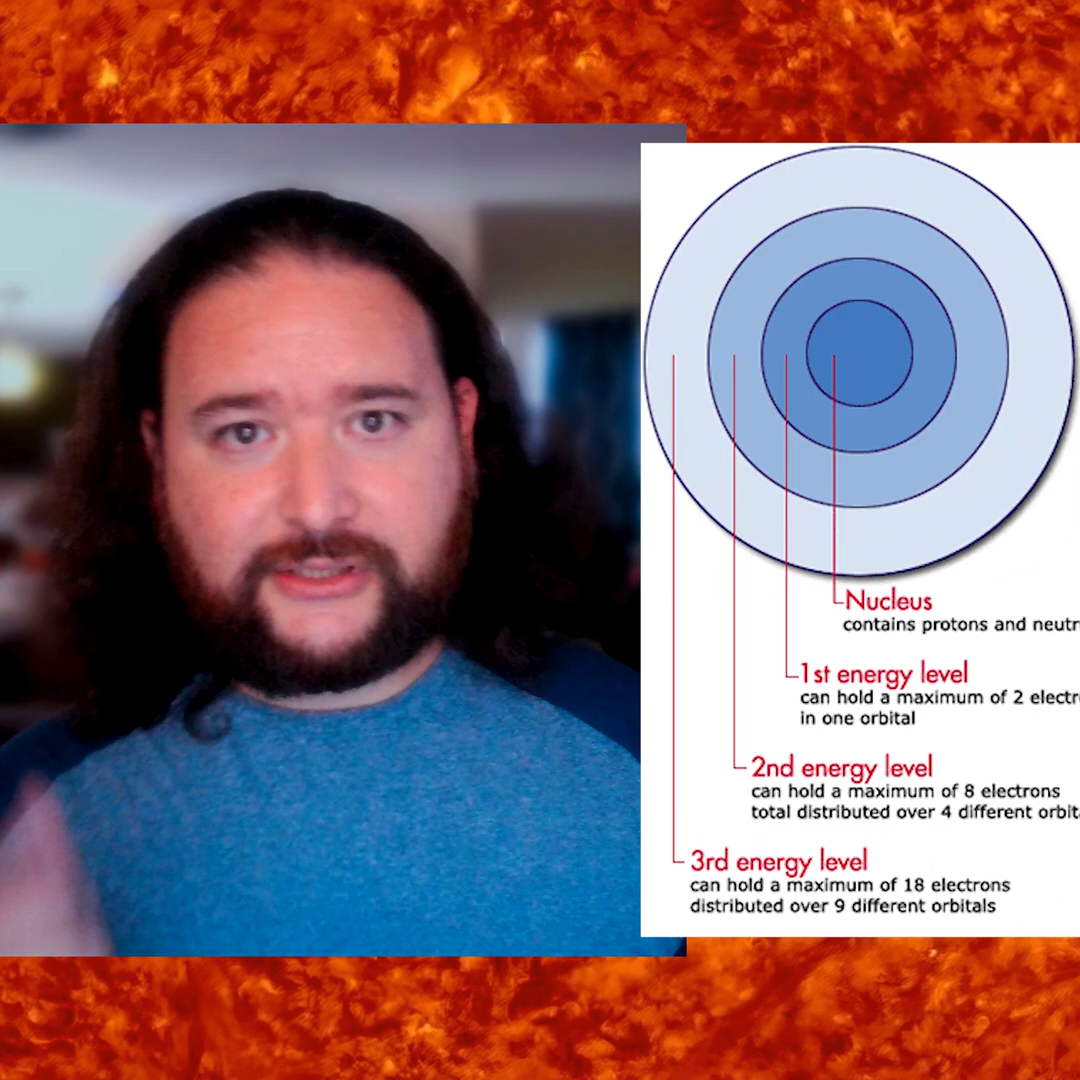 Nucleus
contains protons and neutr
1st energy level
can hold a maximum of 2 electr
in one orbital
2nd energy level
can hold a maximum of 8 electrons
total distributed over 4 different orbit
3rd energy level
can hold a maximum of 18 electrons
distributed over 9 different orbitals